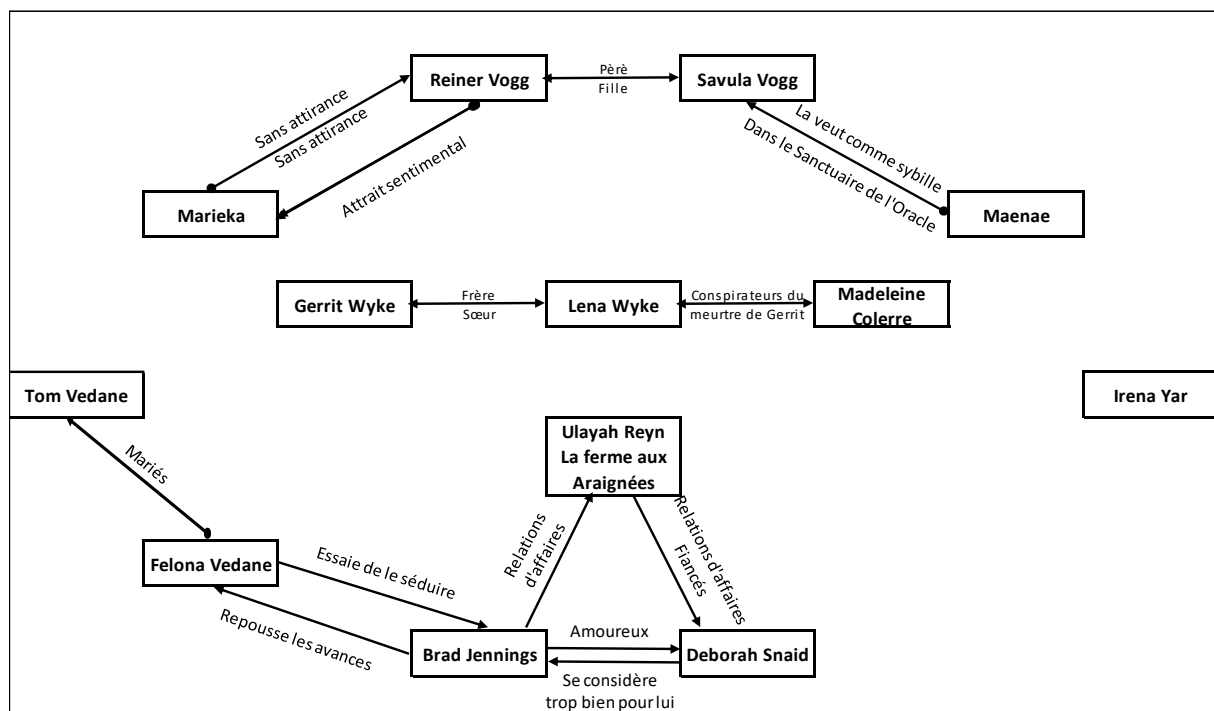 Reiner Vogg
Pèrè
Fille
Savula Vogg
Sans attirance
Sans attirance
Attrait sentimental
La veut comme sybille
Dans le Sanctuaire de l'Oracle
Marieka
Maenae
Gerrit Wyke
Frère
Sœur
Lena Wyke
Conspirateurs du
meurtre de Gerrit
Madeleine
Colerre
Tom Vedane
Irena Yar
Mariés
Ulayah Reyn
La ferme aux
Araignées
Felona Vedane
Essaie de le séduire
Repousse les avances
Relations
d'affaires
Relations d'affaires
Fiancés
Brad Jennings
Amoureux
Se considère
trop bien pour lui
Deborah Snaid